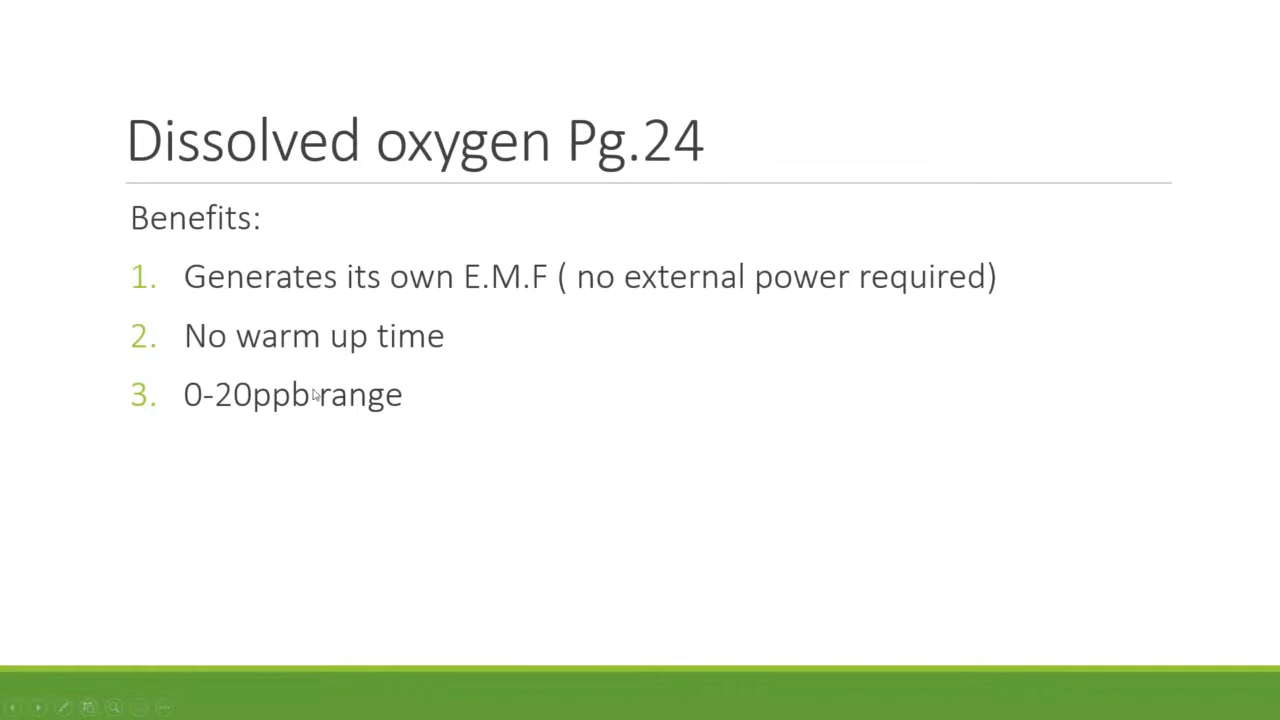 Dissolved oxygen Pg.24
Benefits:
1. Generates its own E.M.F ( no external power required)
2. No warm up time
3. 0-20ppb range